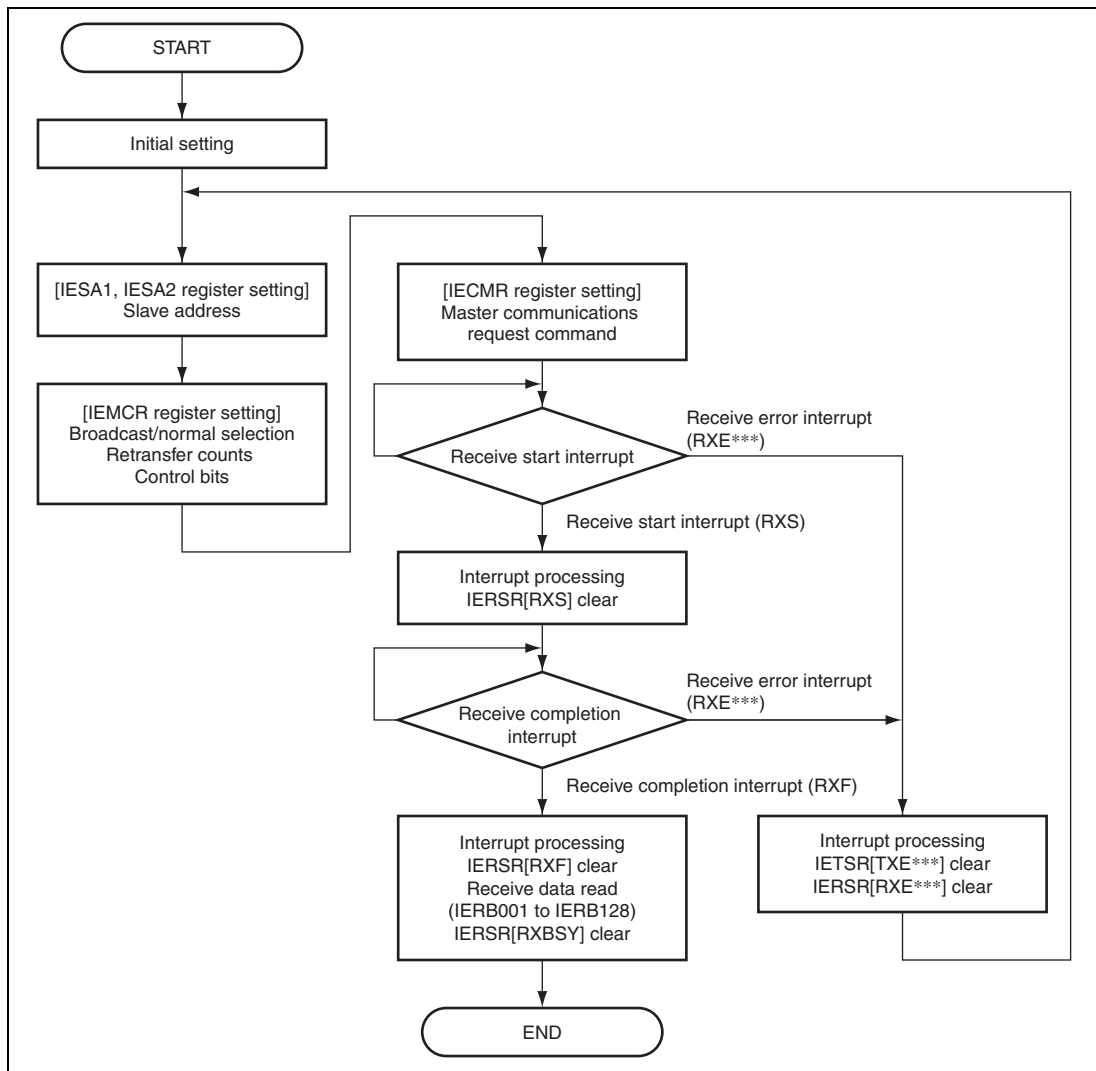 START
Initial setting
[IESA1, IESA2 register setting]
Slave address
[IEMCR register setting]
Broadcast/normal selection
Retransfer counts
Control bits
[IECMR register setting]
Master communications
request command
Receive start interrupt
Receive error interrupt
(RXE***)
Receive start interrupt (RXS)
Interrupt processing
IERSR[RXS] clear
Receive completion
interrupt
Receive error interrupt
(RXE***)
Receive completion interrupt (RXF)
Interrupt processing
IERSR[RXF] clear
Receive data read
(IERB001 to IERB128)
IERSR[RXBSY] clear
Interrupt processing
IETSR[TXE***] clear
IERSR[RXE***] clear
END